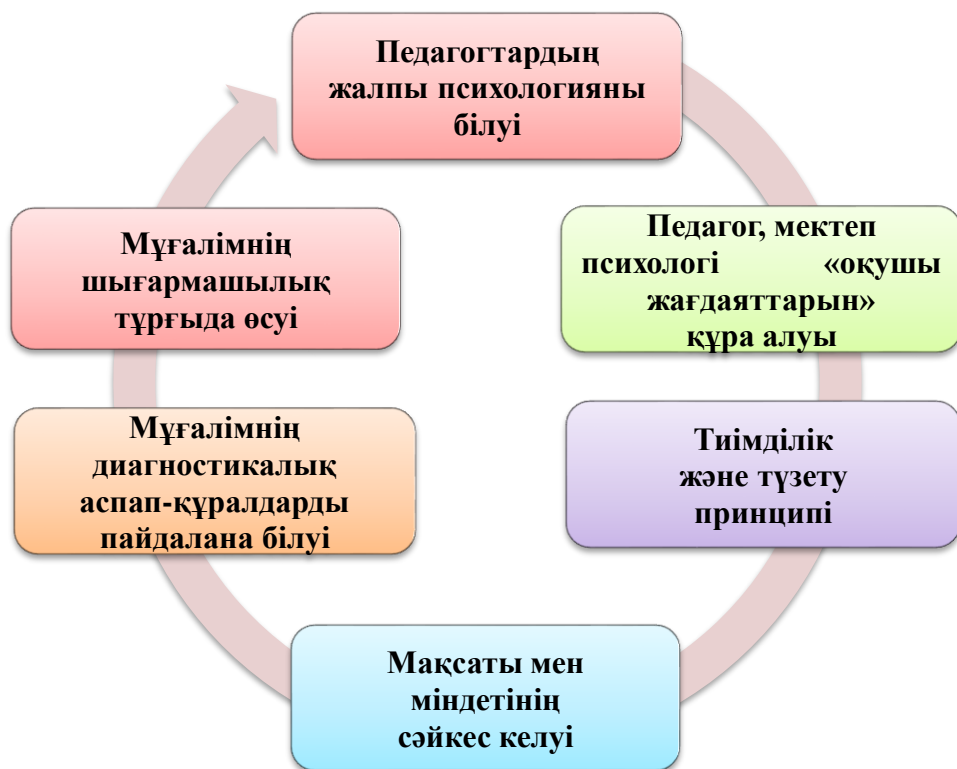 Педагогтардың
жалпы психологияны
білуі
Педагог, мектеп
психологі «оқушы
жағдаяттарын»
құра алуы
Тиімділік
және түзету
принципі
Мақсаты мен
міндетінің
сәйкес келуі
Мұғалімнің
диагностикалық
аспап-құралдарды
пайдалана білуі
Мұғалімнің
шығармашылық
тұрғыда өсуі